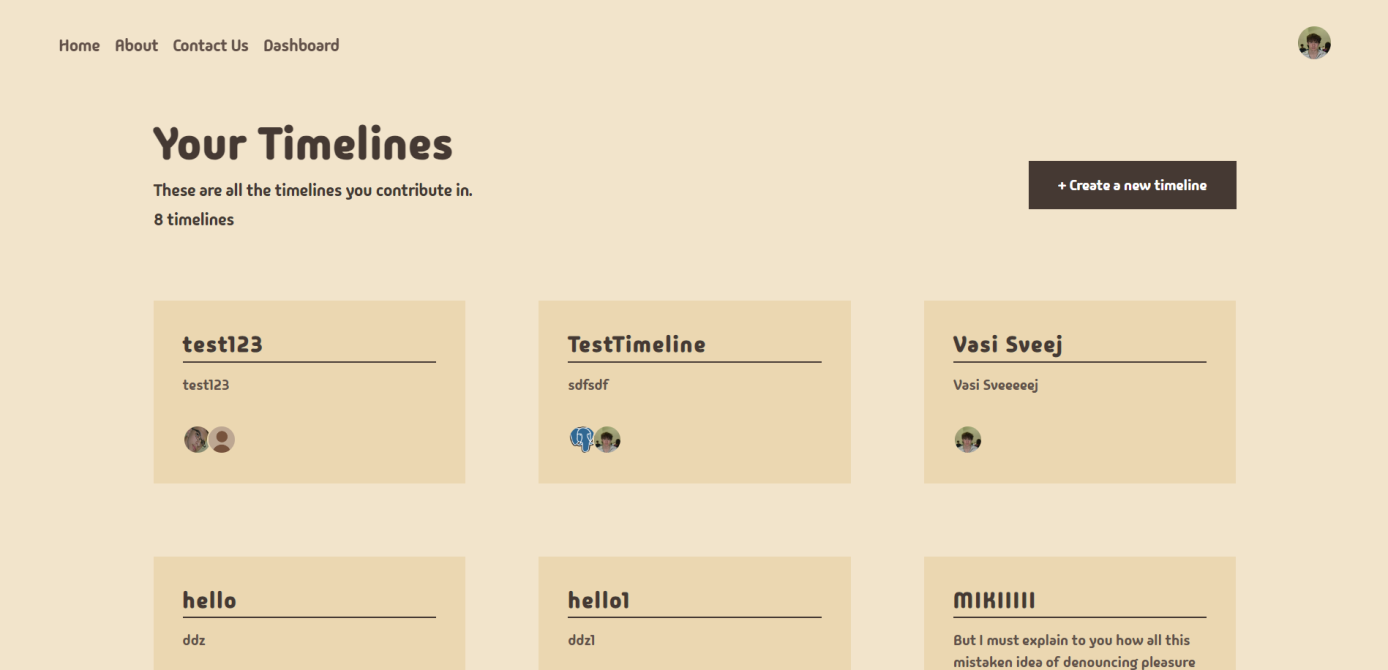 Home About Contact Us Dashboard
Your Timelines
These are all the timelines you contribute in.
8 timelines
+ Create a new timeline
test123
test123
TestTimeline
sdfsdf
Vasi Sveej
Vasi Sveeeeej
hello
ddz
hello1
ddz1
MIKIIIII
But I must explain to you how all this
mistaken idea of denouncing pleasure